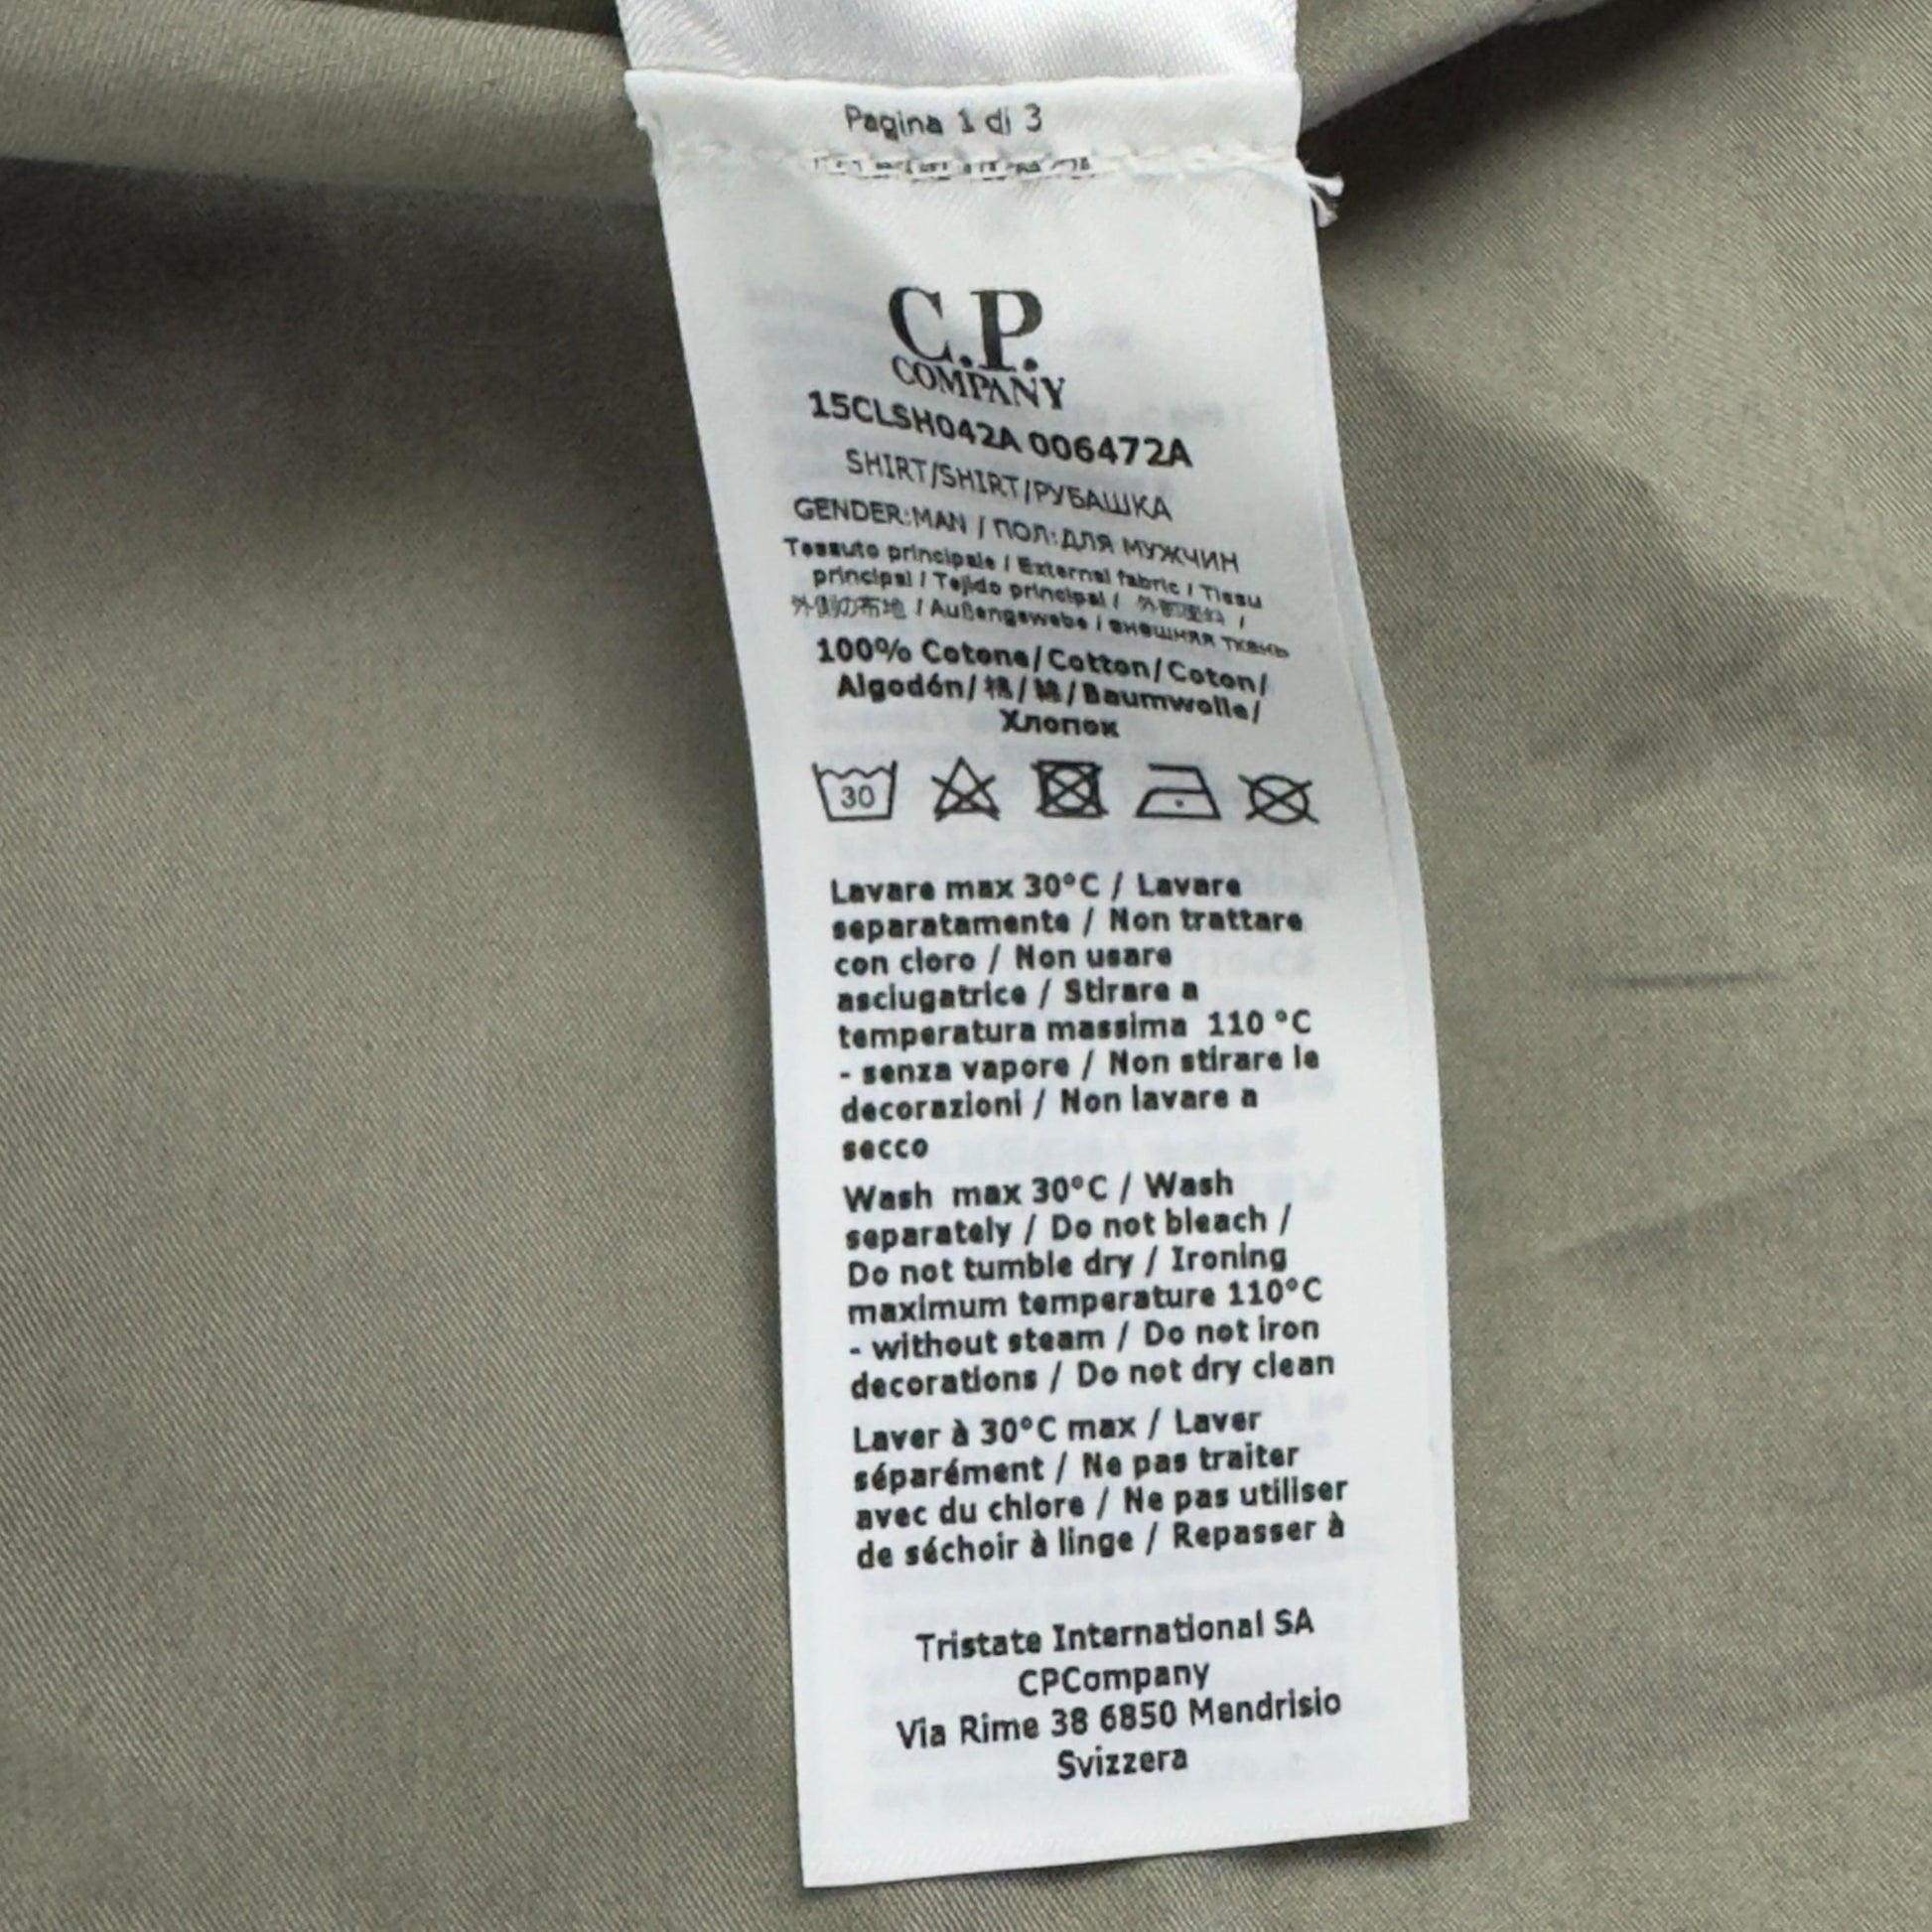 Pagina 1 di 3
C.P.
COMPANY
15CLSH042A 006472A
SHIRT/SHIRT/РУБАШКА
GENDER:MAN / ПОЛ:ДЛЯ МУЖЧИН
Tessuto principale / External fabric / Tissu
principal / Tejido principal / /
外側の布地 / Außengewebe / внешняя ткань
100% Cotone/Cotton/Coton/
Algodón/棉/綿/Baumwolle/
Хлопок
30
Lavare max 30°C / Lavare
separatamente / Non trattare
con cloro / Non usare
asciugatrice / Stirare a
temperatura massima 110 °C
- senza vapore / Non stirare le
decorazioni / Non lavare a
secco
Wash max 30°C / Wash
separately / Do not bleach /
Do not tumble dry / Ironing
maximum temperature 110°C
- without steam / Do not iron
decorations / Do not dry clean
Laver à 30°C max / Laver
séparément / Ne pas traiter
avec du chlore / Ne pas utiliser
de séchoir à linge / Repasser à
Tristate International SA
CPCompany
Via Rime 38 6850 Mendrisio
Svizzera